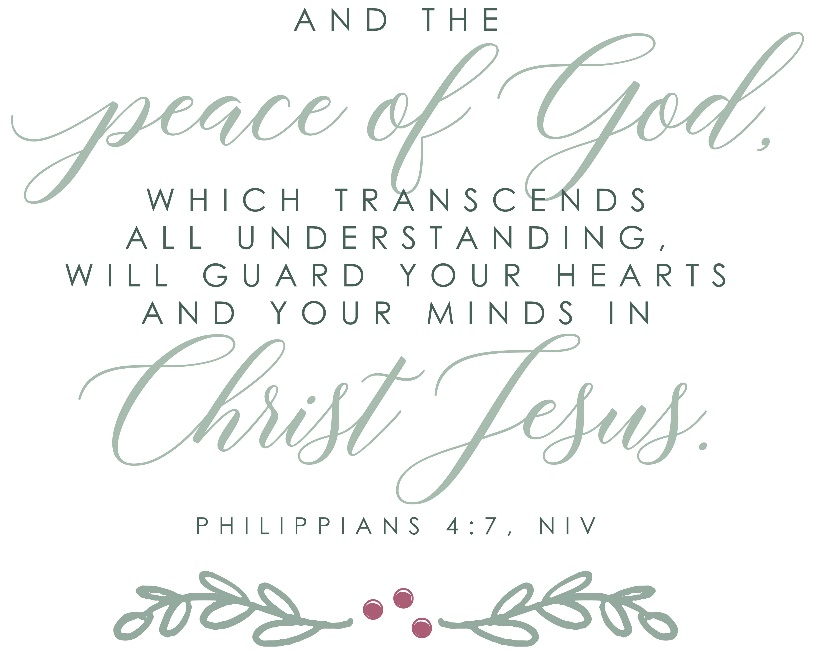 AND THE
peace of God,
WHICH TRANSCENDS
ALL UNDERSTANDING,
WILL GUARD YOUR HEARTS
AND YOUR MINDS IN
Christ Jesus.
PHILIPPIANS 4:7, NIV